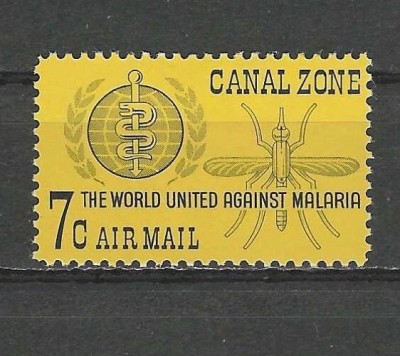 CANAL ZONE
THE WORLD UNITED AGAINST MALARIA
7c AIR MAIL